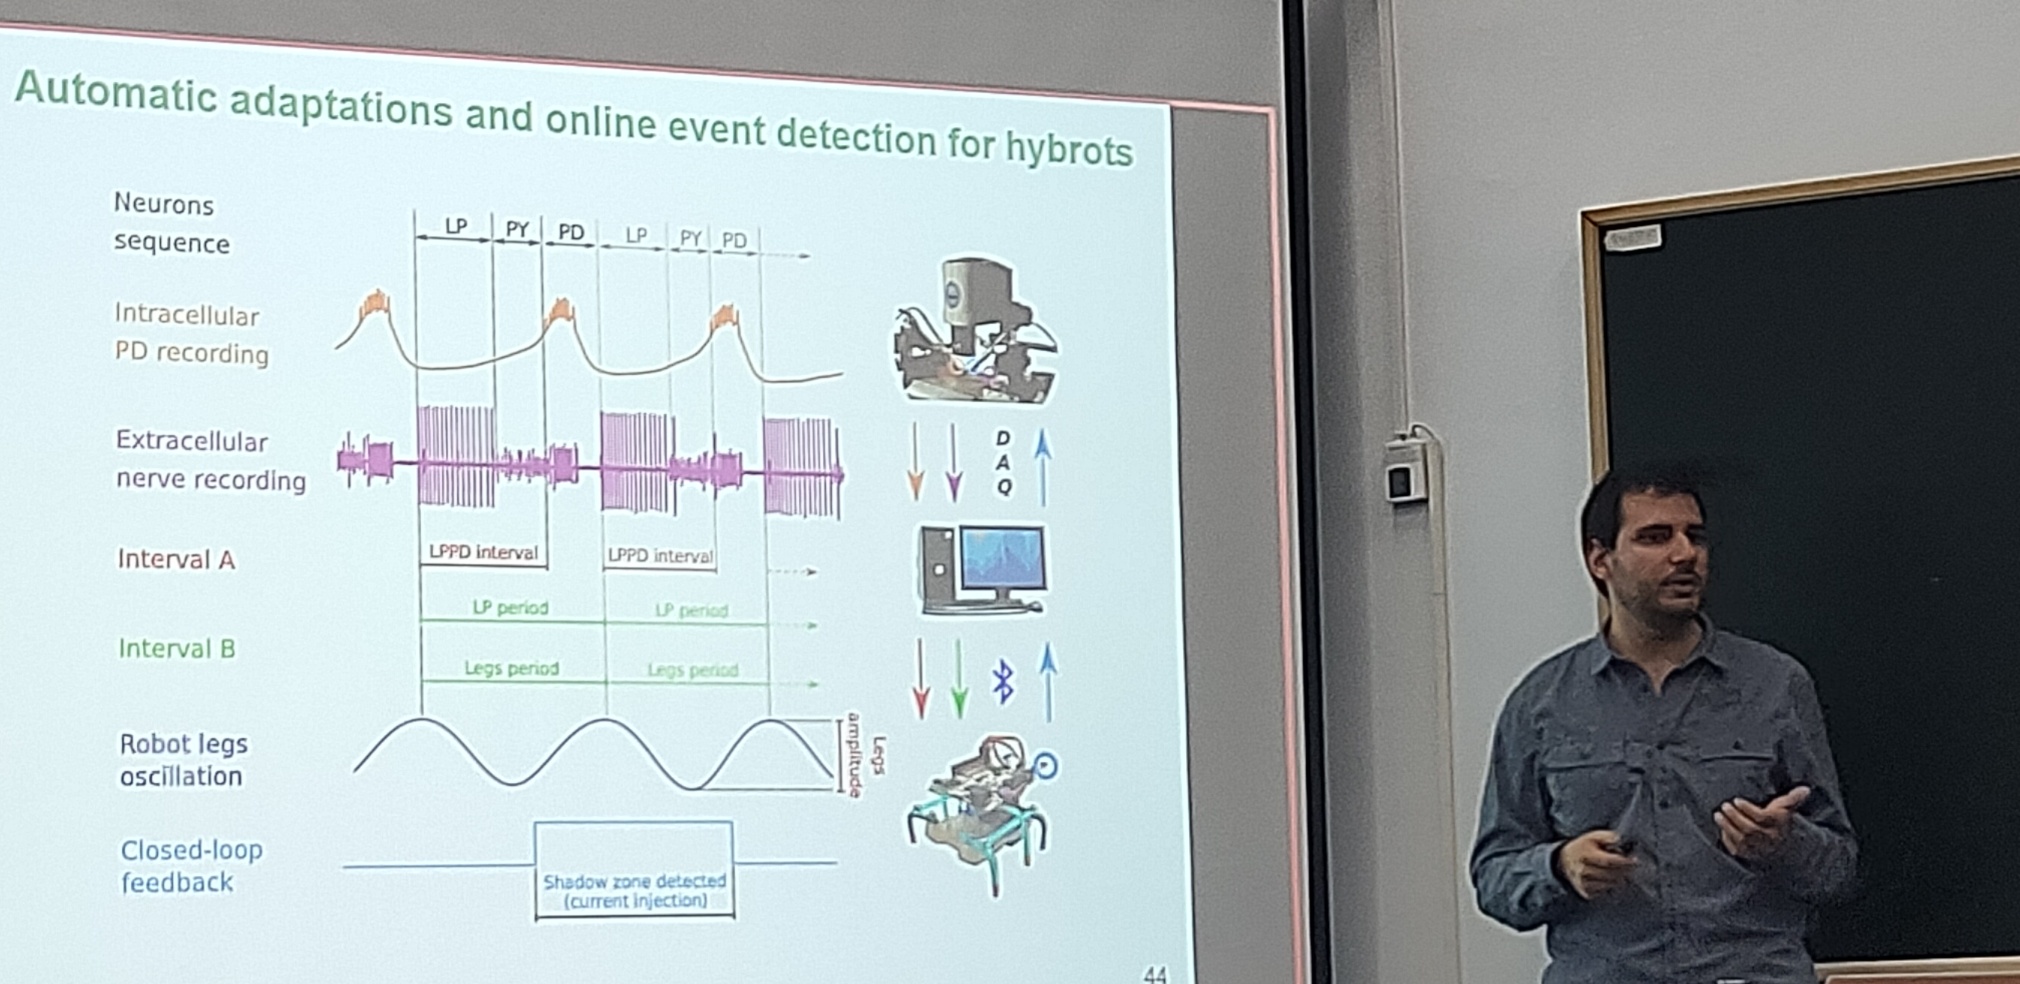 Automatic adaptations and online event detection for hybrots
Neurons
sequence
LP PY PD LP PY PD
Intracellular
PD recording
Extracellular
nerve recording
D
A
Q
Interval A
LPPD interval LPPD interval
LP period LP period
Interval B
Legs period Legs period
Robot legs
oscillation
Legs
amplitude
Closed-loop
feedback
Shadow zone detected
(current injection)
44